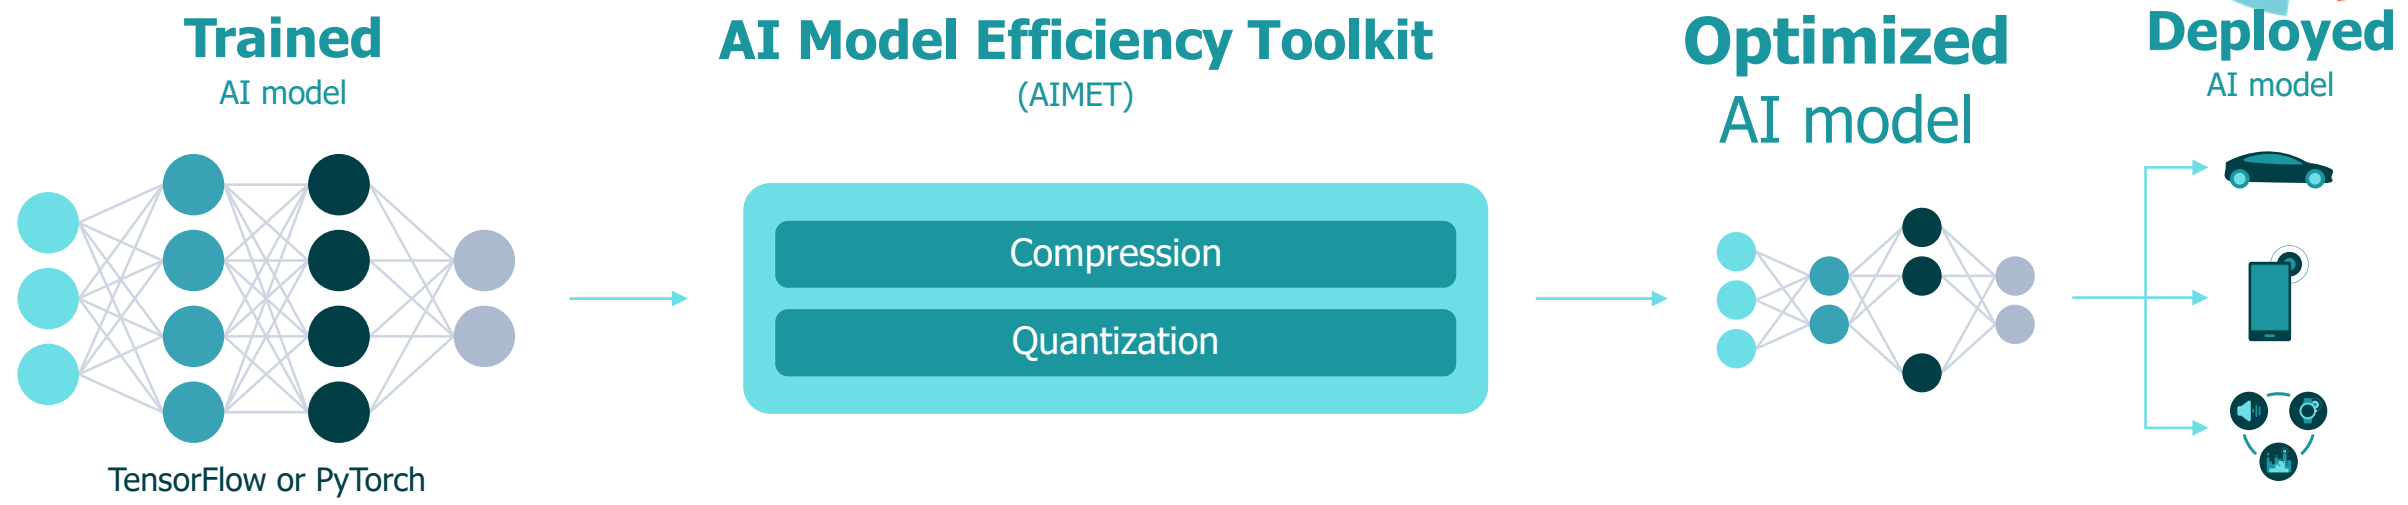 Trained
AI model
TensorFlow or PyTorch
AI Model Efficiency Toolkit
(AIMET)
Compression
Quantization
Optimized
AI model
Deployed
AI model